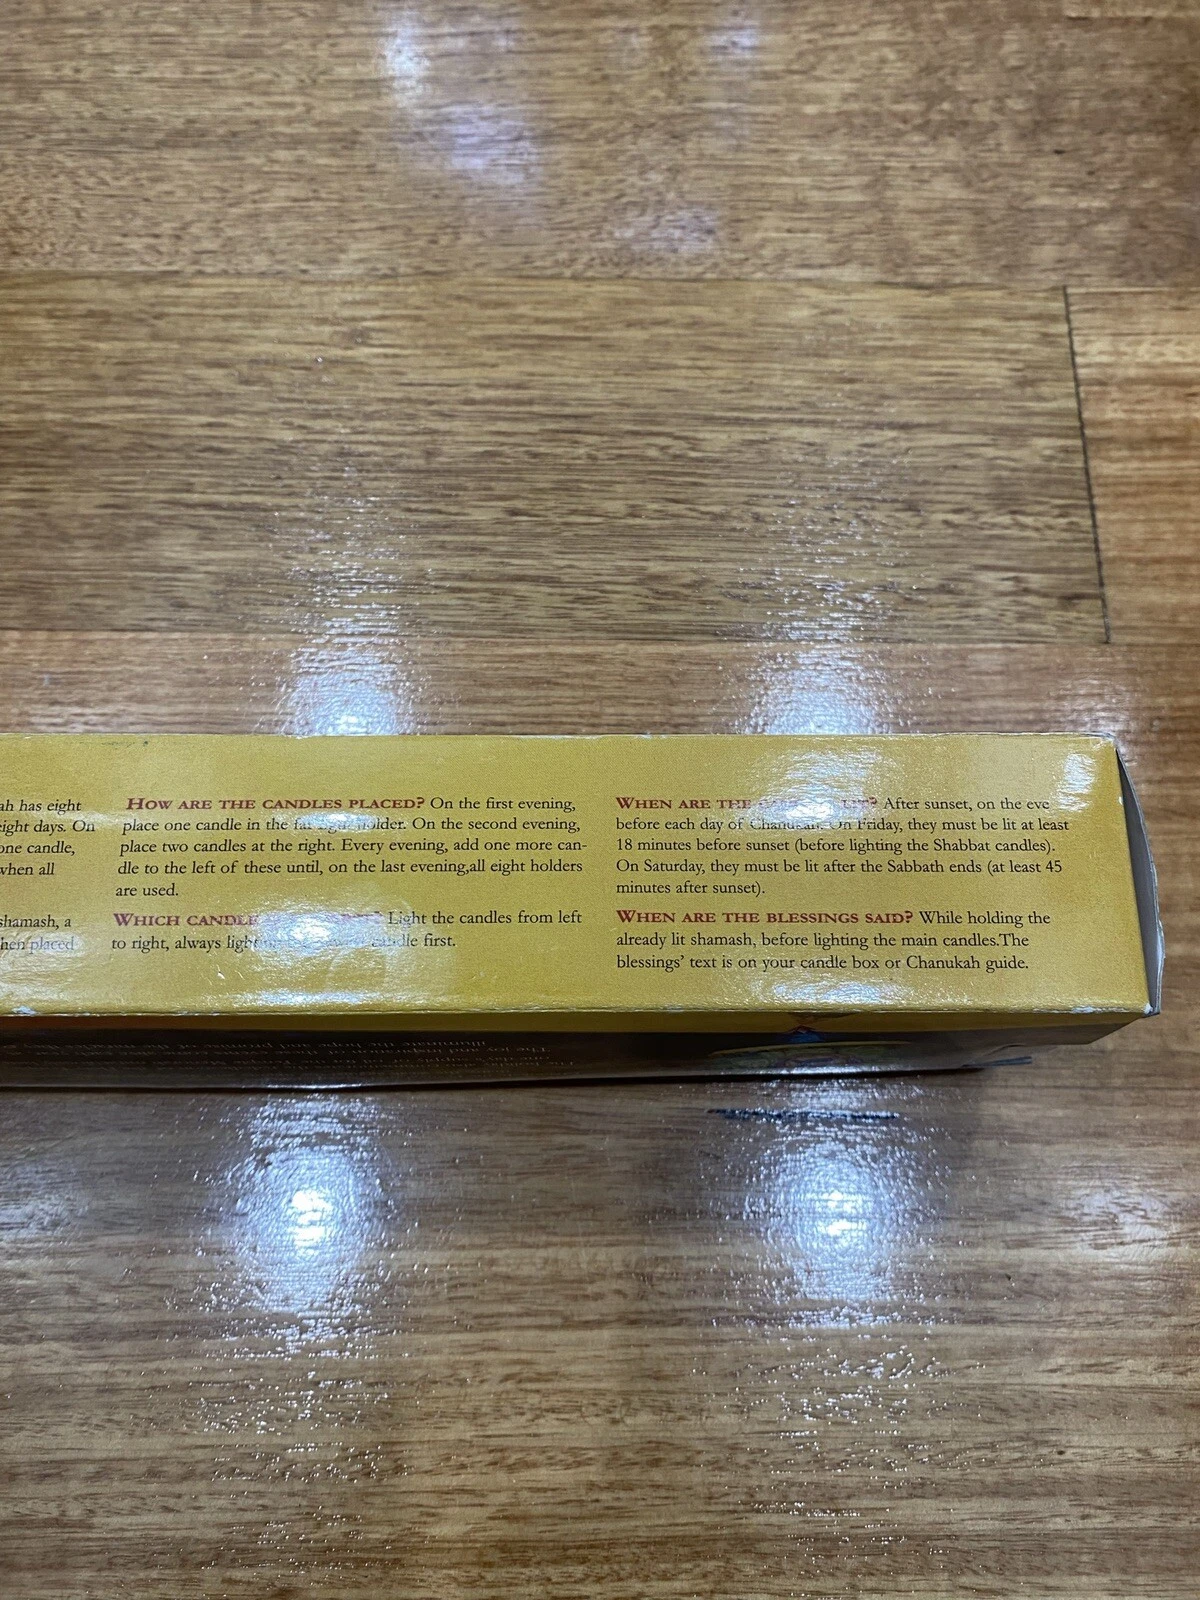 ah has eight
eight days. On
one candle,
when all
shamash, a
hen placed
HOW ARE THE CANDLES PLACED? On the first evening,
place one candle in the far right holder. On the second evening,
place two candles at the right. Every evening, add one more can-
dle to the left of these until, on the last evening,all eight holders
are used.
WHICH CANDLE FIRST? Light the candles from left
to right, always lighting candle first.
WHEN ARE THE LIT? After sunset, on the eve
before each day of Chanukah. On Friday, they must be lit at least
18 minutes before sunset (before lighting the Shabbat candles).
On Saturday, they must be lit after the Sabbath ends (at least 45
minutes after sunset).
WHEN ARE THE BLESSINGS SAID? While holding the
already lit shamash, before lighting the main candles.The
blessings' text is on your candle box or Chanukah guide.